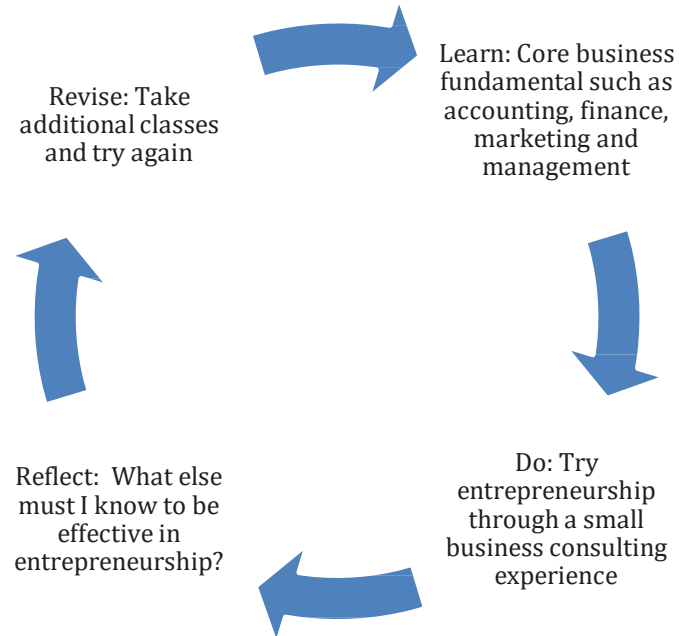 Revise: Take
additional classes
and try again
Learn: Core business
fundamental such as
accounting, finance,
marketing and
management
Do: Try
entrepreneurship
through a small
business consulting
experience
Reflect:  What else
must I know to be
effective in
entrepreneurship?